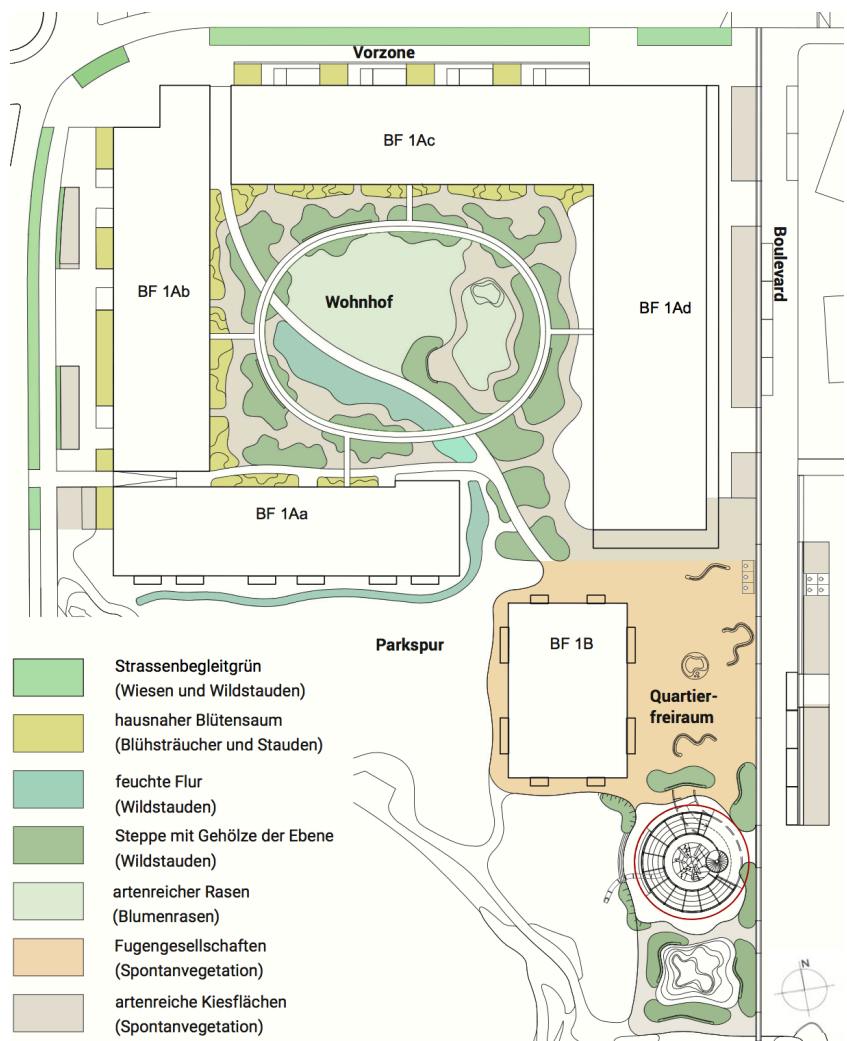 Vorzone
BF 1Ac
BF 1Ab
Wohnhof
BF 1Ad
Boulevard
BF 1Aa
Parkspur
BF 1B
Quartier-
freiraum
Strassenbegleitgrün
(Wiesen und Wildstauden)
hausnaher Blütensaum
(Blühsträucher und Stauden)
feuchte Flur
(Wildstauden)
Steppe mit Gehölze der Ebene
(Wildstauden)
artenreicher Rasen
(Blumenrasen)
Fugengesellschaften
(Spontanvegetation)
artenreiche Kiesflächen
(Spontanvegetation)
N